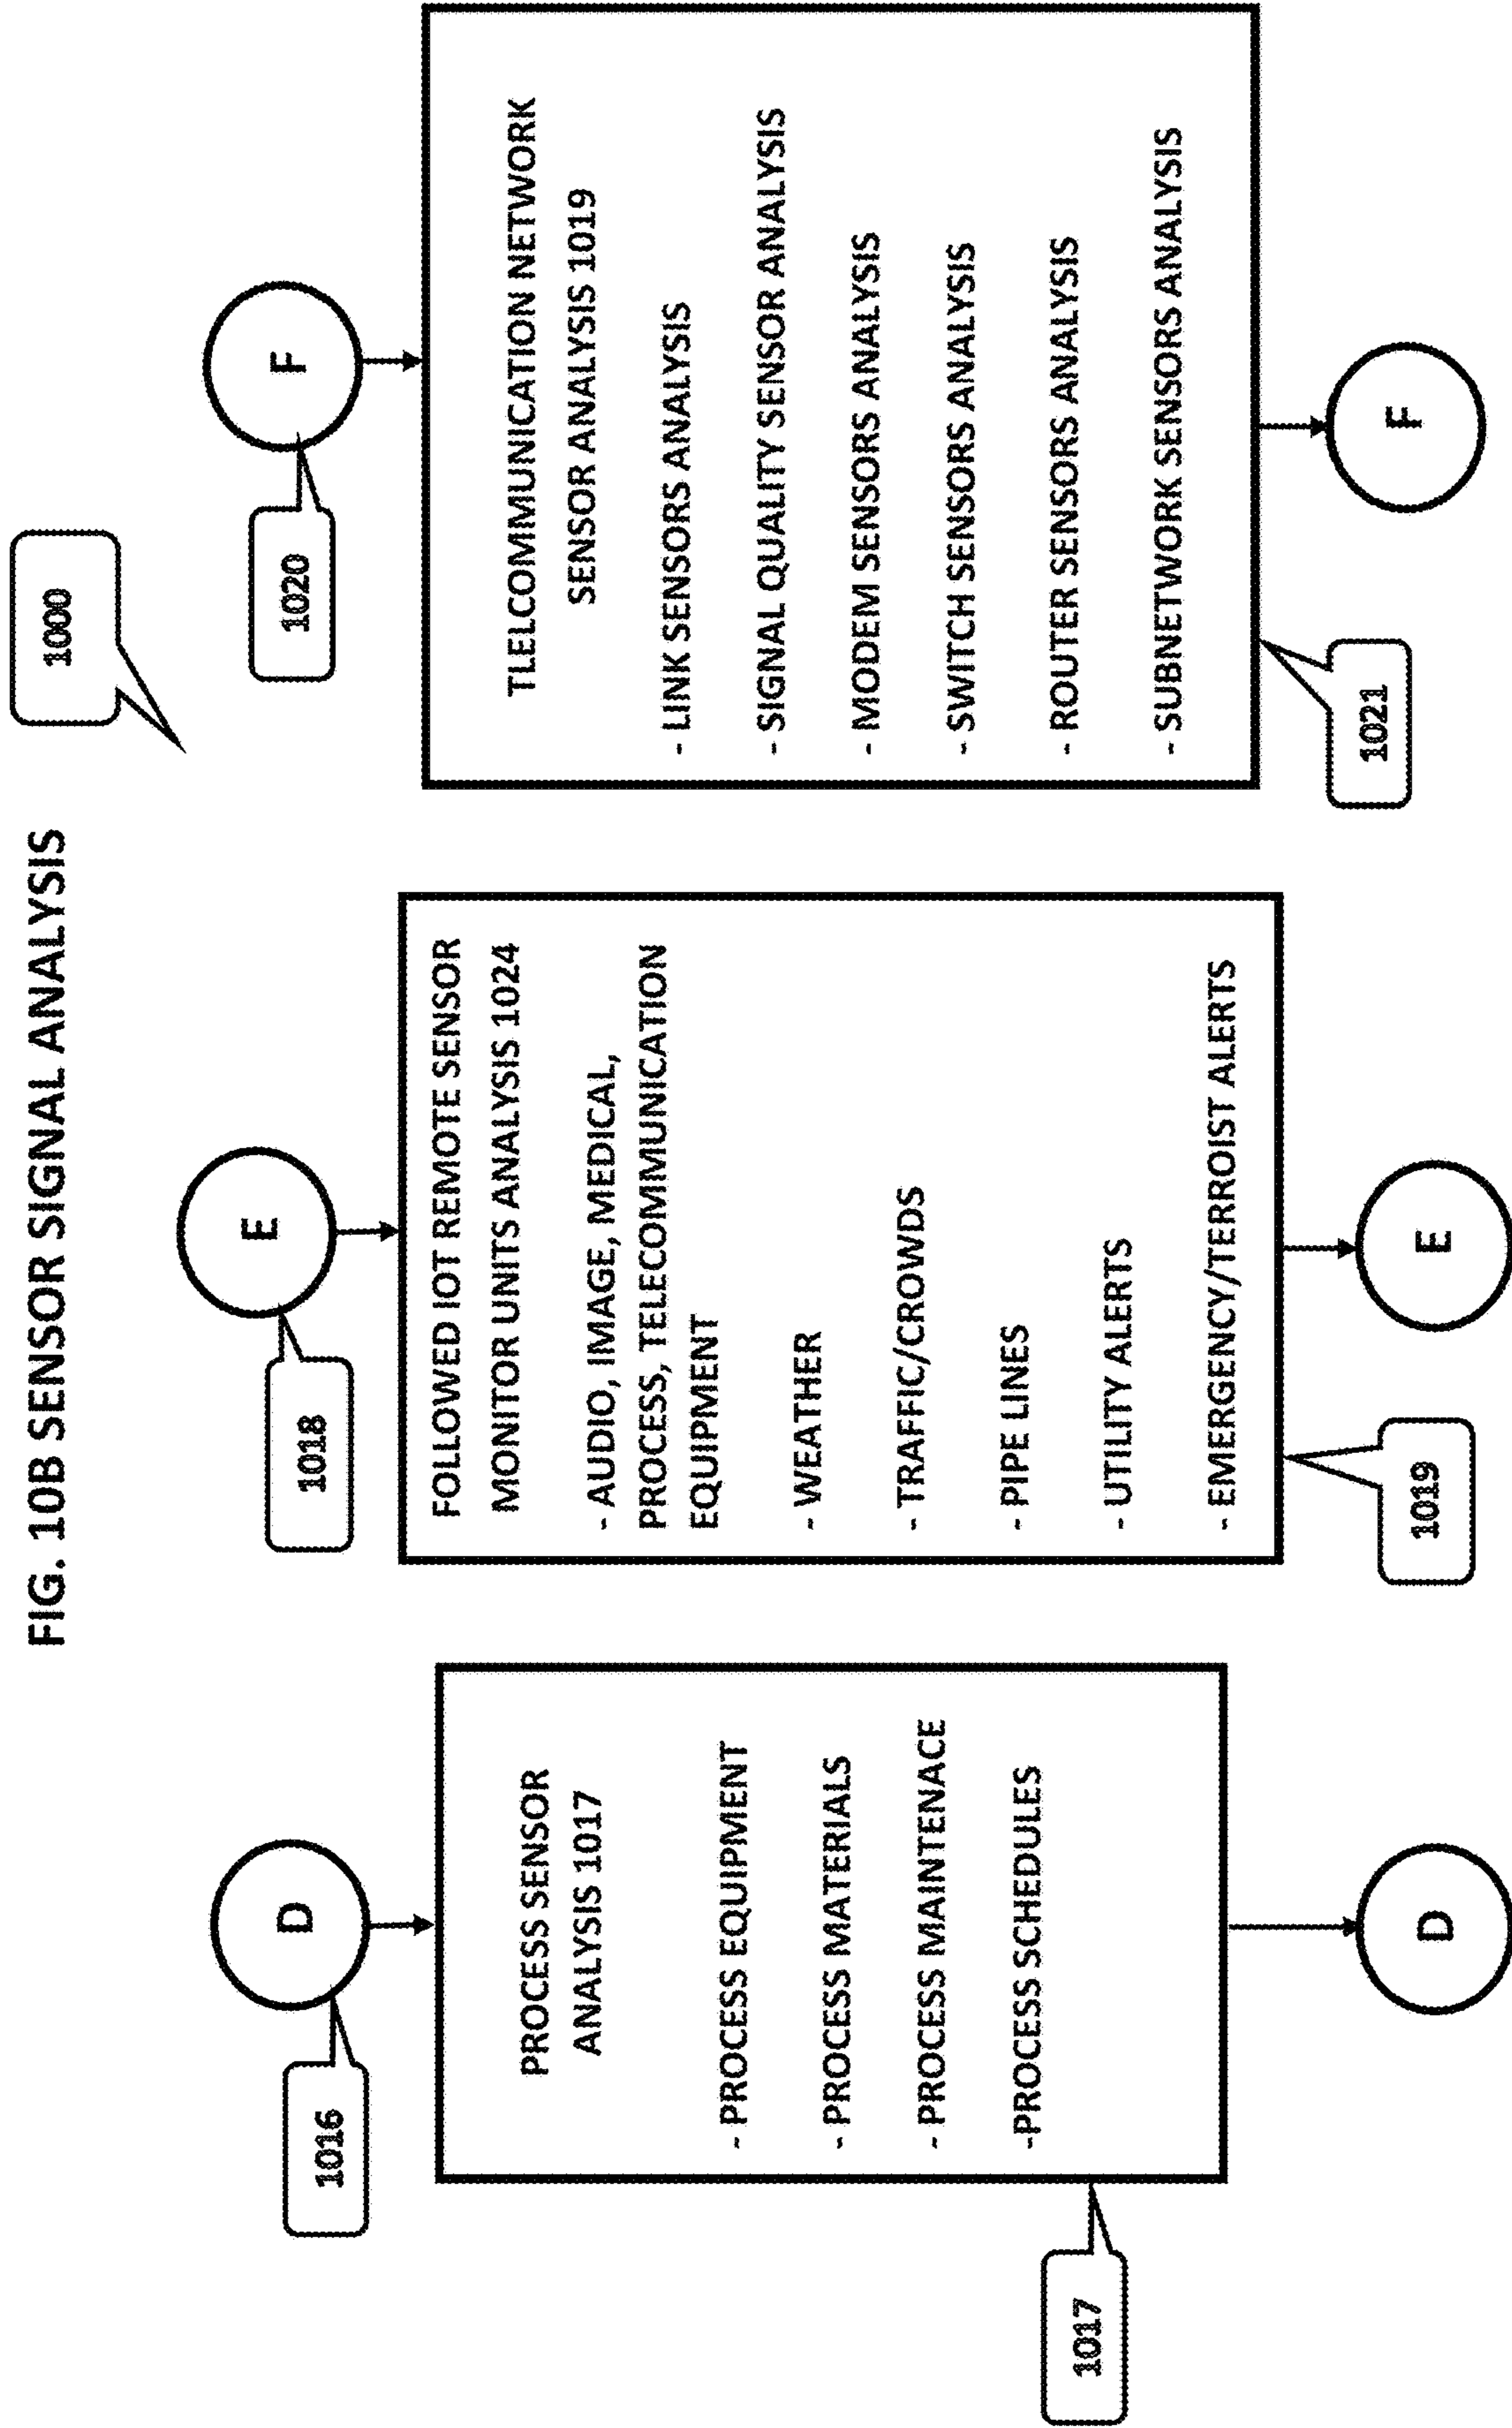 FIG. 10B SENSOR SIGNAL ANALYSIS
1000
D
1016
PROCESS SENSOR
ANALYSIS 1017
- PROCESS EQUIPMENT
- PROCESS MATERIALS
- PROCESS MAINTENACE
-PROCESS SCHEDULES
1017
D
E
1018
FOLLOWED IOT REMOTE SENSOR
MONITOR UNITS ANALYSIS 1024
- AUDIO, IMAGE, MEDICAL,
PROCESS, TELECOMMUNICATION
EQUIPMENT
- WEATHER
- TRAFFIC/CROWDS
- PIPE LINES
- UTILITY ALERTS
- EMERGENCY/TERROIST ALERTS
1019
E
F
1020
TLELCOMMUNICATION NETWORK
SENSOR ANALYSIS 1019
- LINK SENSORS ANALYSIS
- SIGNAL QUALITY SENSOR ANALYSIS
- MODEM SENSORS ANALYSIS
- SWITCH SENSORS ANALYSIS
- ROUTER SENSORS ANALYSIS
- SUBNETWORK SENSORS ANALYSIS
1021
F